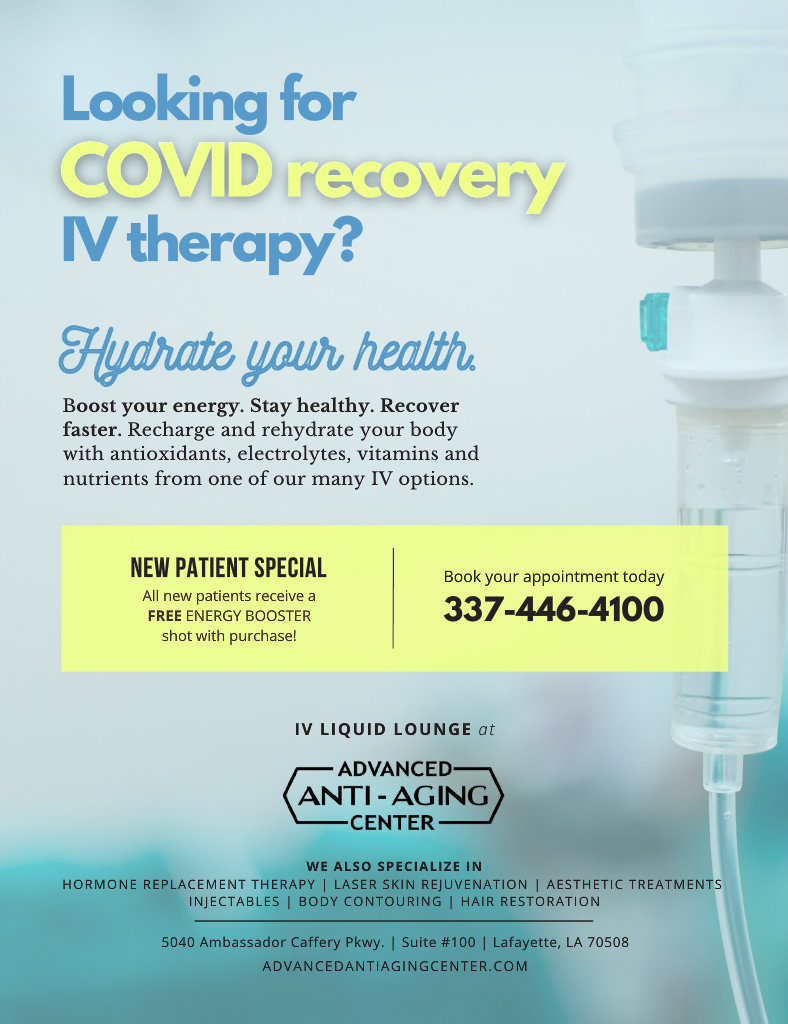 Looking for
COVID recovery
IV therapy?
Hydrate your health.
Boost your energy. Stay healthy. Recover
faster. Recharge and rehydrate your body
with antioxidants, electrolytes, vitamins and
nutrients from one of our many IV options.
NEW PATIENT SPECIAL
All new patients receive a
FREE ENERGY BOOSTER
shot with purchase!
Book your appointment today
337-446-4100
IV LIQUID LOUNGE at
ADVANCED
ANTI-AGING
CENTER
WE ALSO SPECIALIZE IN
HORMONE REPLACEMENT THERAPY | LASER SKIN REJUVENATION | AESTHETIC TREATMENTS
INJECTABLES | BODY CONTOURING | HAIR RESTORATION
5040 Ambassador Caffery Pkwy. | Suite #100 | Lafayette, LA 70508
ADVANCEDANTIAGINGCENTER.COM